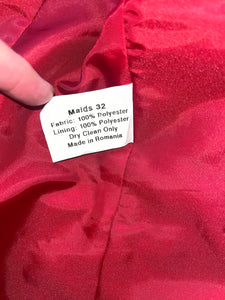 Maids 32
Fabric: 100% Polyester
Lining: 100% Polyester
Dry Clean Only
Made in Romania